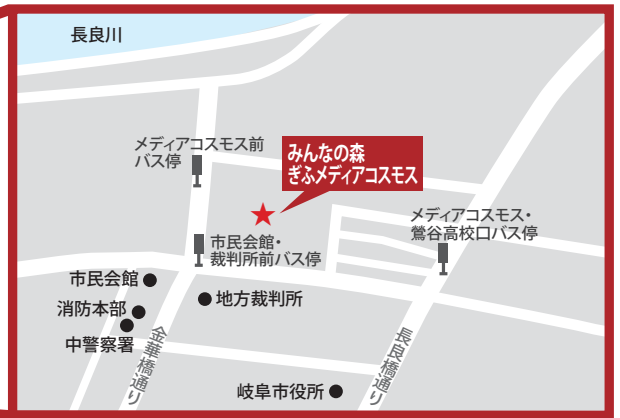 長良川
メディアコスモス前
バス停
みんなの森
ぎふメディアコスモス
メディアコスモス・
鶯谷高校口バス停
市民会館・
裁判所前バス停
市民会館
地方裁判所
消防本部
中警察署
金華橋通り
長良橋通り
岐阜市役所